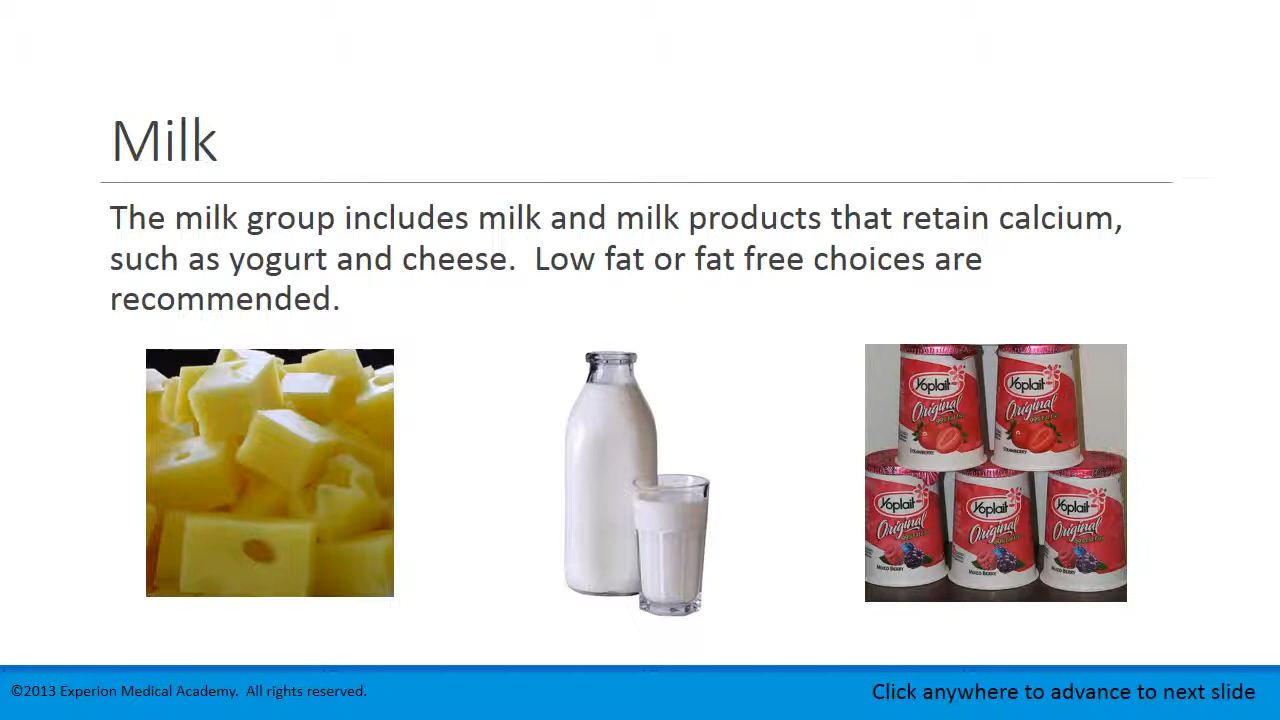 Milk
The milk group includes milk and milk products that retain calcium,
such as yogurt and cheese.  Low fat or fat free choices are
recommended.
Yoplait
Original
STRAWBERRY
Yoplait
Original
STRAWBERRY
Yoplait
Original
MIXED BERRY
Yoplait
Original
MIXED BERRY
Yoplait
Original
MIXED BERRY
©2013 Experion Medical Academy.  All rights reserved.
Click anywhere to advance to next slide